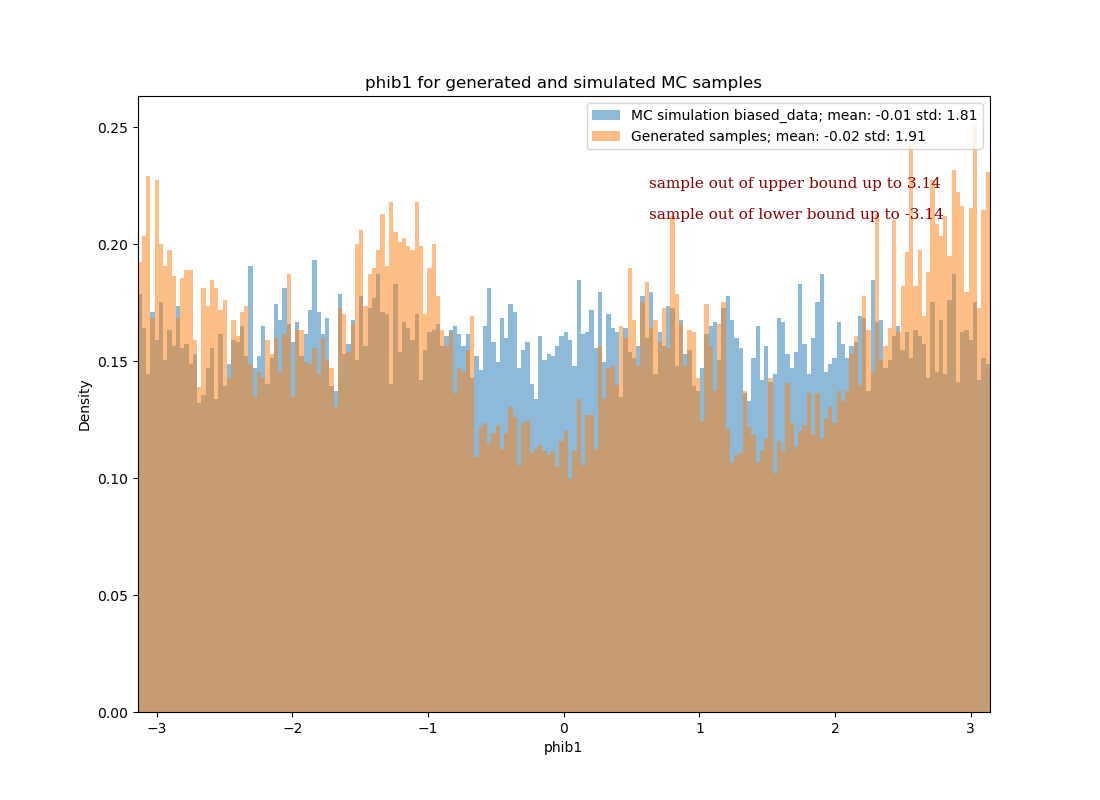 phib1 for generated and simulated MC samples
MC simulation biased_data; mean: -0.01 std: 1.81
Generated samples; mean: -0.02 std: 1.91
sample out of upper bound up to 3.14
sample out of lower bound up to -3.14
0.25
0.20
0.15
0.10
0.05
0.00
Density
−3 −2 −1 0 1 2 3
phib1